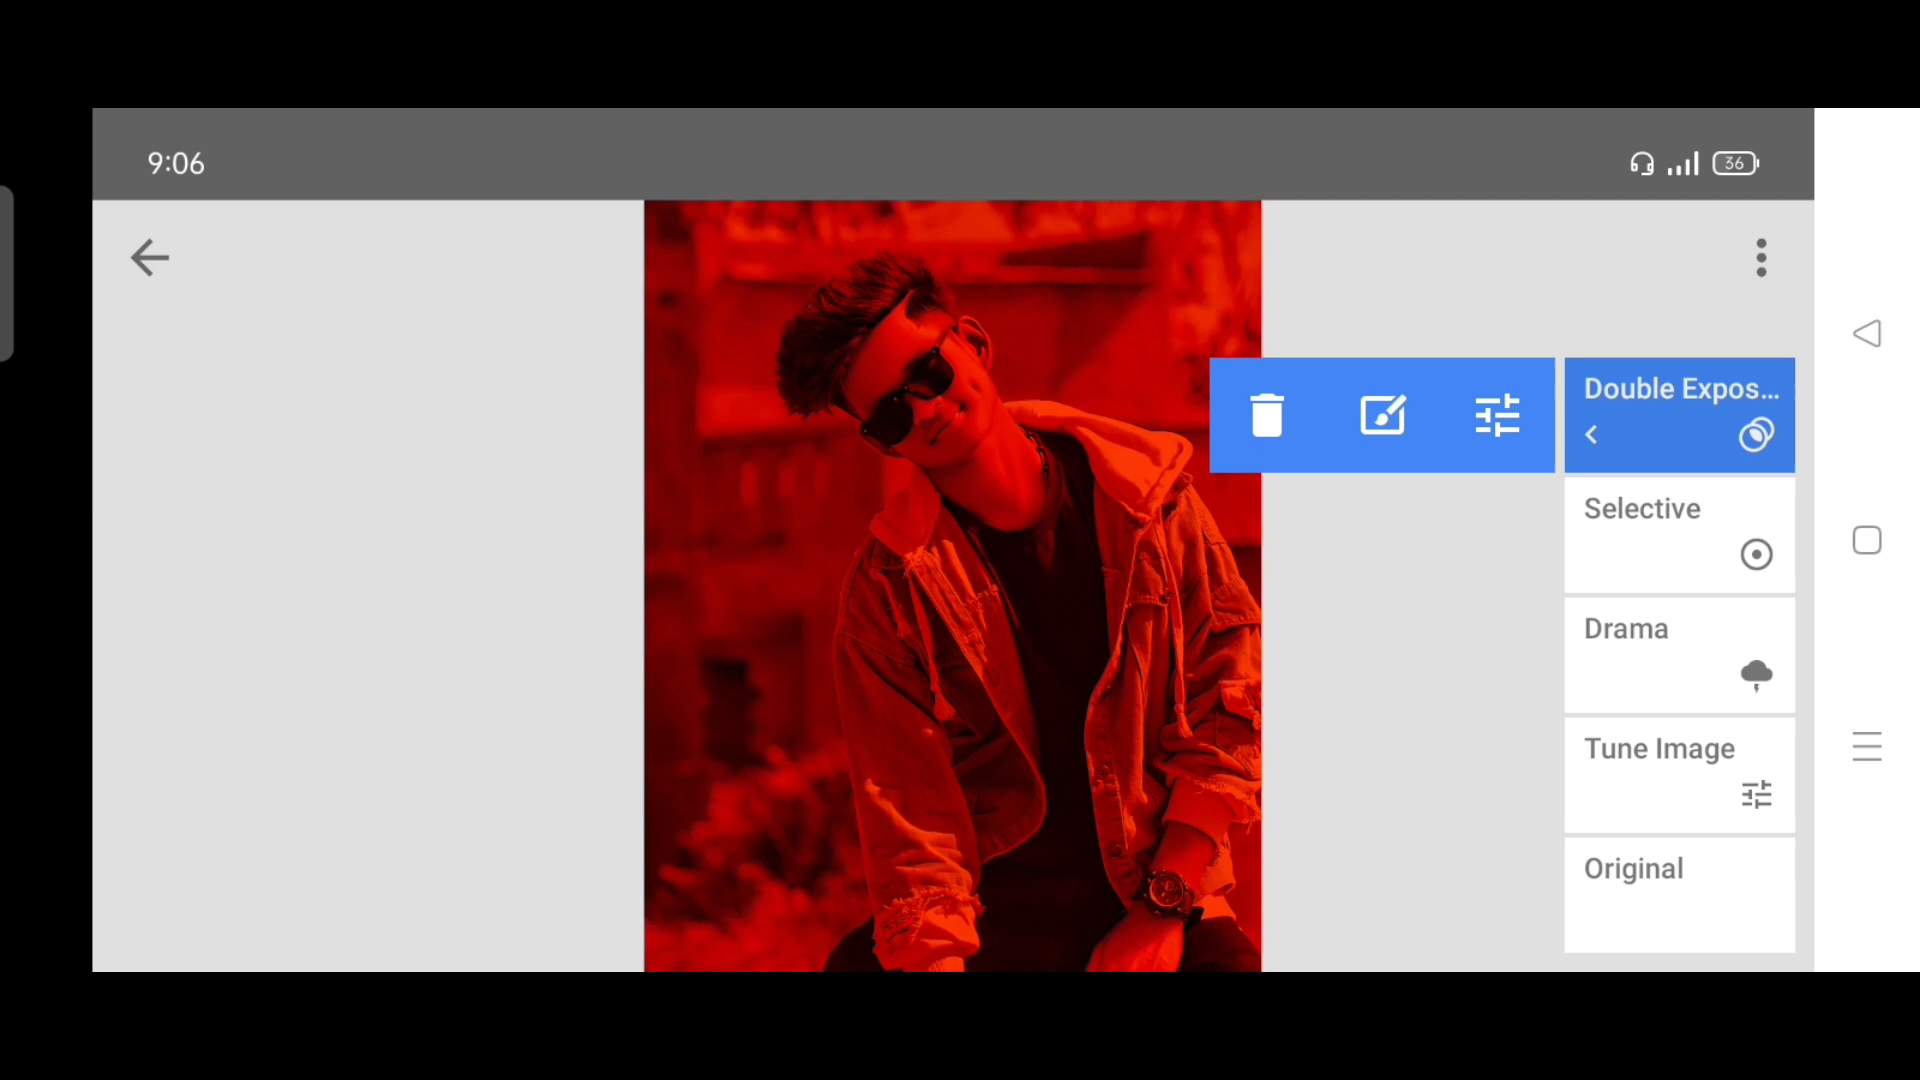 9:06
36
Double Expos...
Selective
Drama
Tune Image
Original